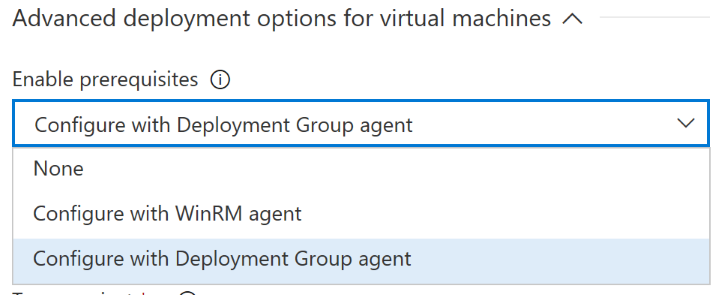 Advanced deployment options for virtual machines
Enable prerequisites
Configure with Deployment Group agent
None
Configure with WinRM agent
Configure with Deployment Group agent